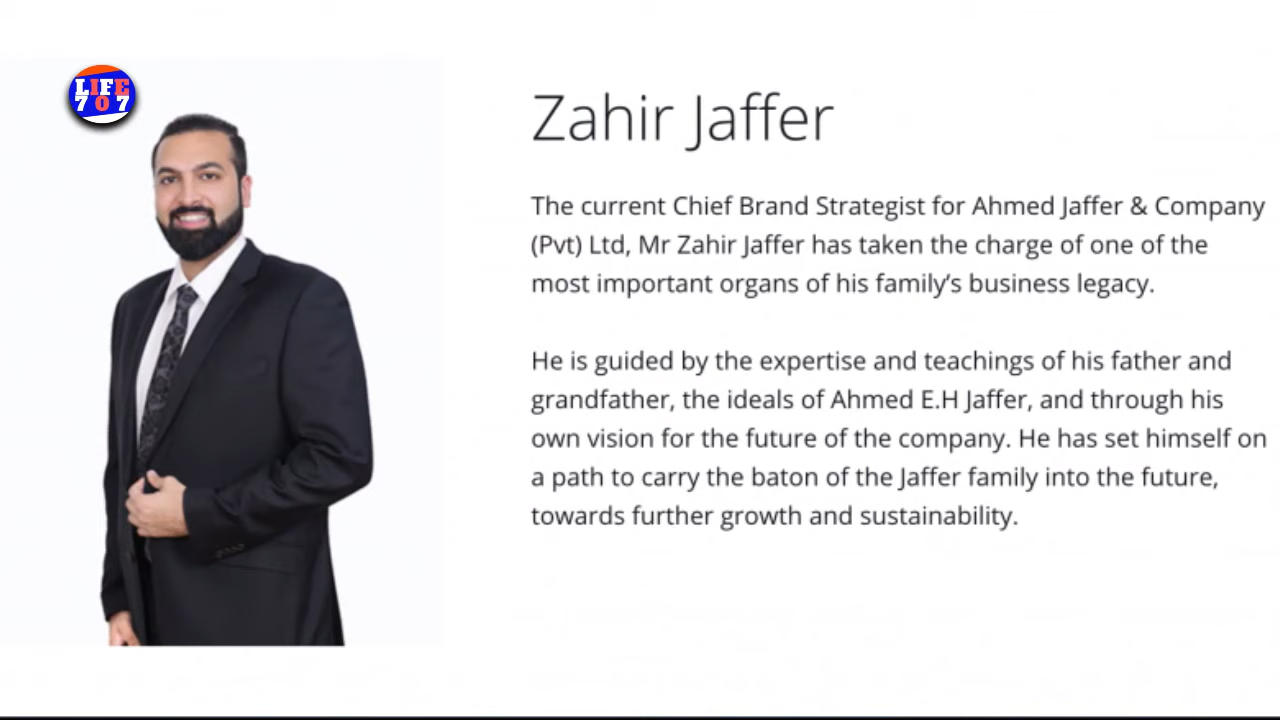 LIFE
707
Zahir Jaffer
The current Chief Brand Strategist for Ahmed Jaffer & Company
(Pvt) Ltd, Mr Zahir Jaffer has taken the charge of one of the
most important organs of his family’s business legacy.
He is guided by the expertise and teachings of his father and
grandfather, the ideals of Ahmed E.H Jaffer, and through his
own vision for the future of the company. He has set himself on
a path to carry the baton of the Jaffer family into the future,
towards further growth and sustainability.